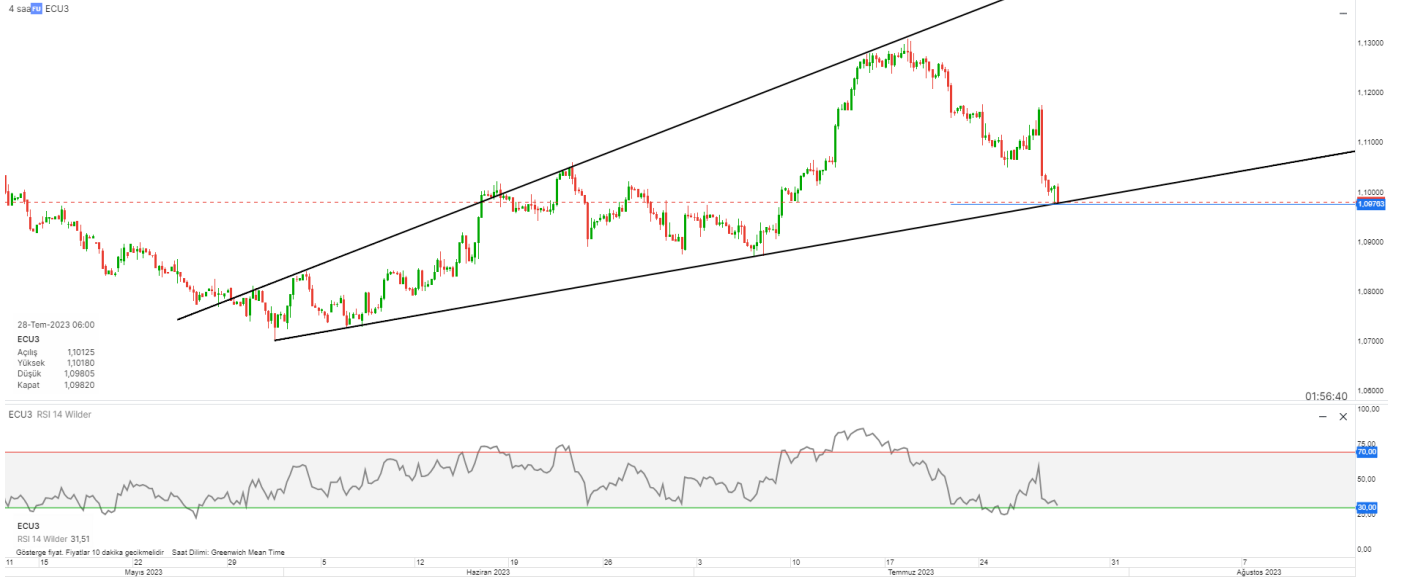 4 saa FU ECU3
1,13000
1,12000
1,11000
1,10000
1,09763
1,09000
1,08000
1,07000
1,06000
28-Tem-2023 06:00
ECU3
Açılış 1,10125
Yüksek 1,10180
Düşük 1,09805
Kapat 1,09820
01:56:40
ECU3 RSI 14 Wilder
100,00
75,00
70,00
50,00
30,00
25,00
0,00
ECU3
RSI 14 Wilder 31,51
Gösterge fiyat. Fiyatlar 10 dakika gecikmelidir Saat Dilimi: Greenwich Mean Time
11 15 22 29 5 12 19 26 3 10 17 24 31 7
Mayıs 2023 Haziran 2023 Temmuz 2023 Ağustos 2023